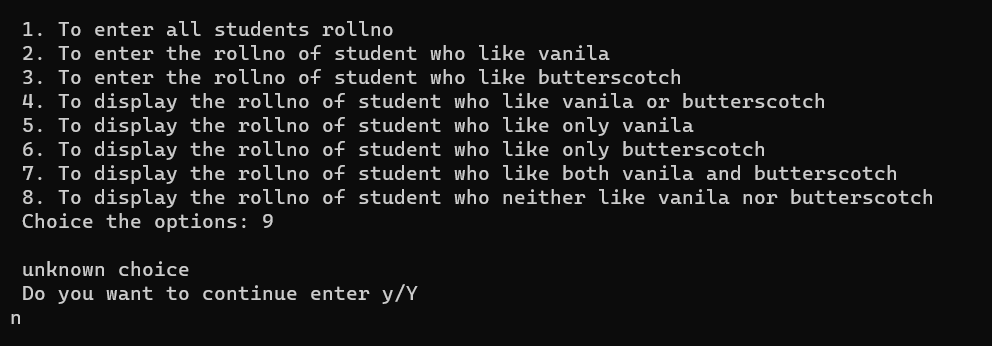 1. To enter all students rollno
2. To enter the rollno of student who like vanila
3. To enter the rollno of student who like butterscotch
4. To display the rollno of student who like vanila or butterscotch
5. To display the rollno of student who like only vanila
6. To display the rollno of student who like only butterscotch
7. To display the rollno of student who like both vanila and butterscotch
8. To display the rollno of student who neither like vanila nor butterscotch
Choice the options: 9
unknown choice
Do you want to continue enter y/Y
n